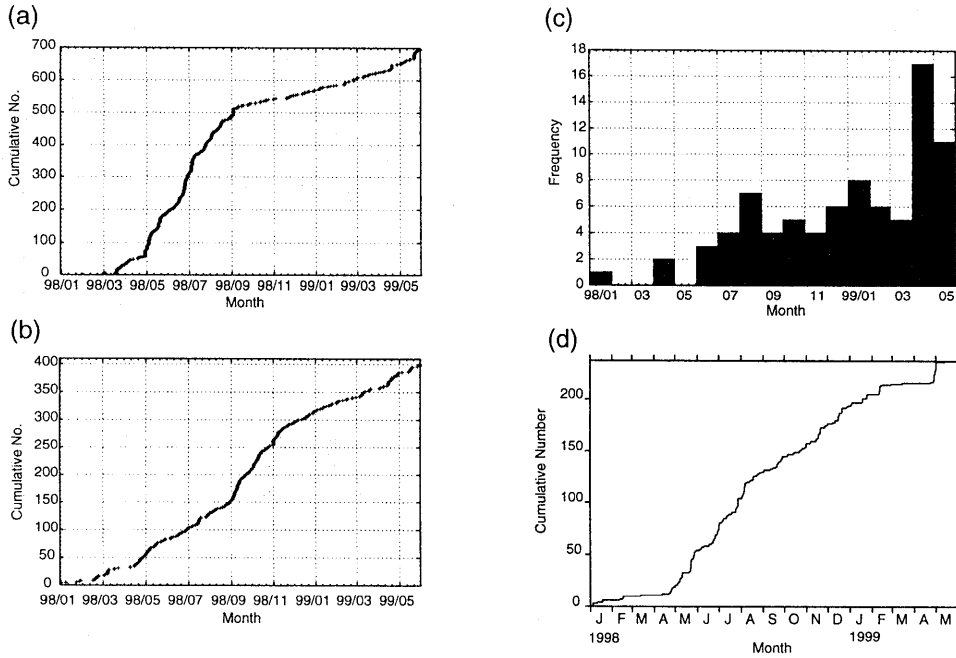 (a)
700
600
500
400
300
200
100
0
Cumulative No.
98/01 98/03 98/05 98/07 98/09 98/11 99/01 99/03 99/05
Month
(b)
400
350
300
250
200
150
100
50
0
Cumulative No.
98/01 98/03 98/05 98/07 98/09 98/11 99/01 99/03 99/05
Month
(c)
18
16
14
12
10
8
6
4
2
0
Frequency
98/01 03 05 07 09 11 99/01 03 05
Month
(d)
200
150
100
50
0
Cumulative Number
J F M A M J J A S O N D J F M A M
1998 1999
Month